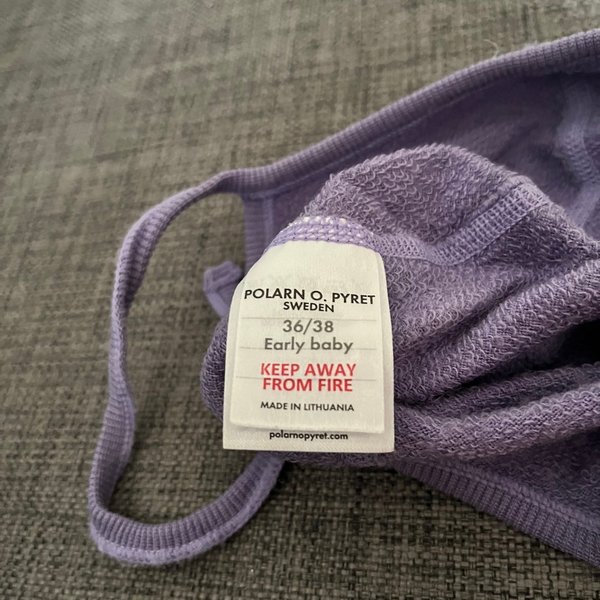 POLARN O. PYRET
SWEDEN
36/38
Early baby
KEEP AWAY
FROM FIRE
MADE IN LITHUANIA
polarnopyret.com